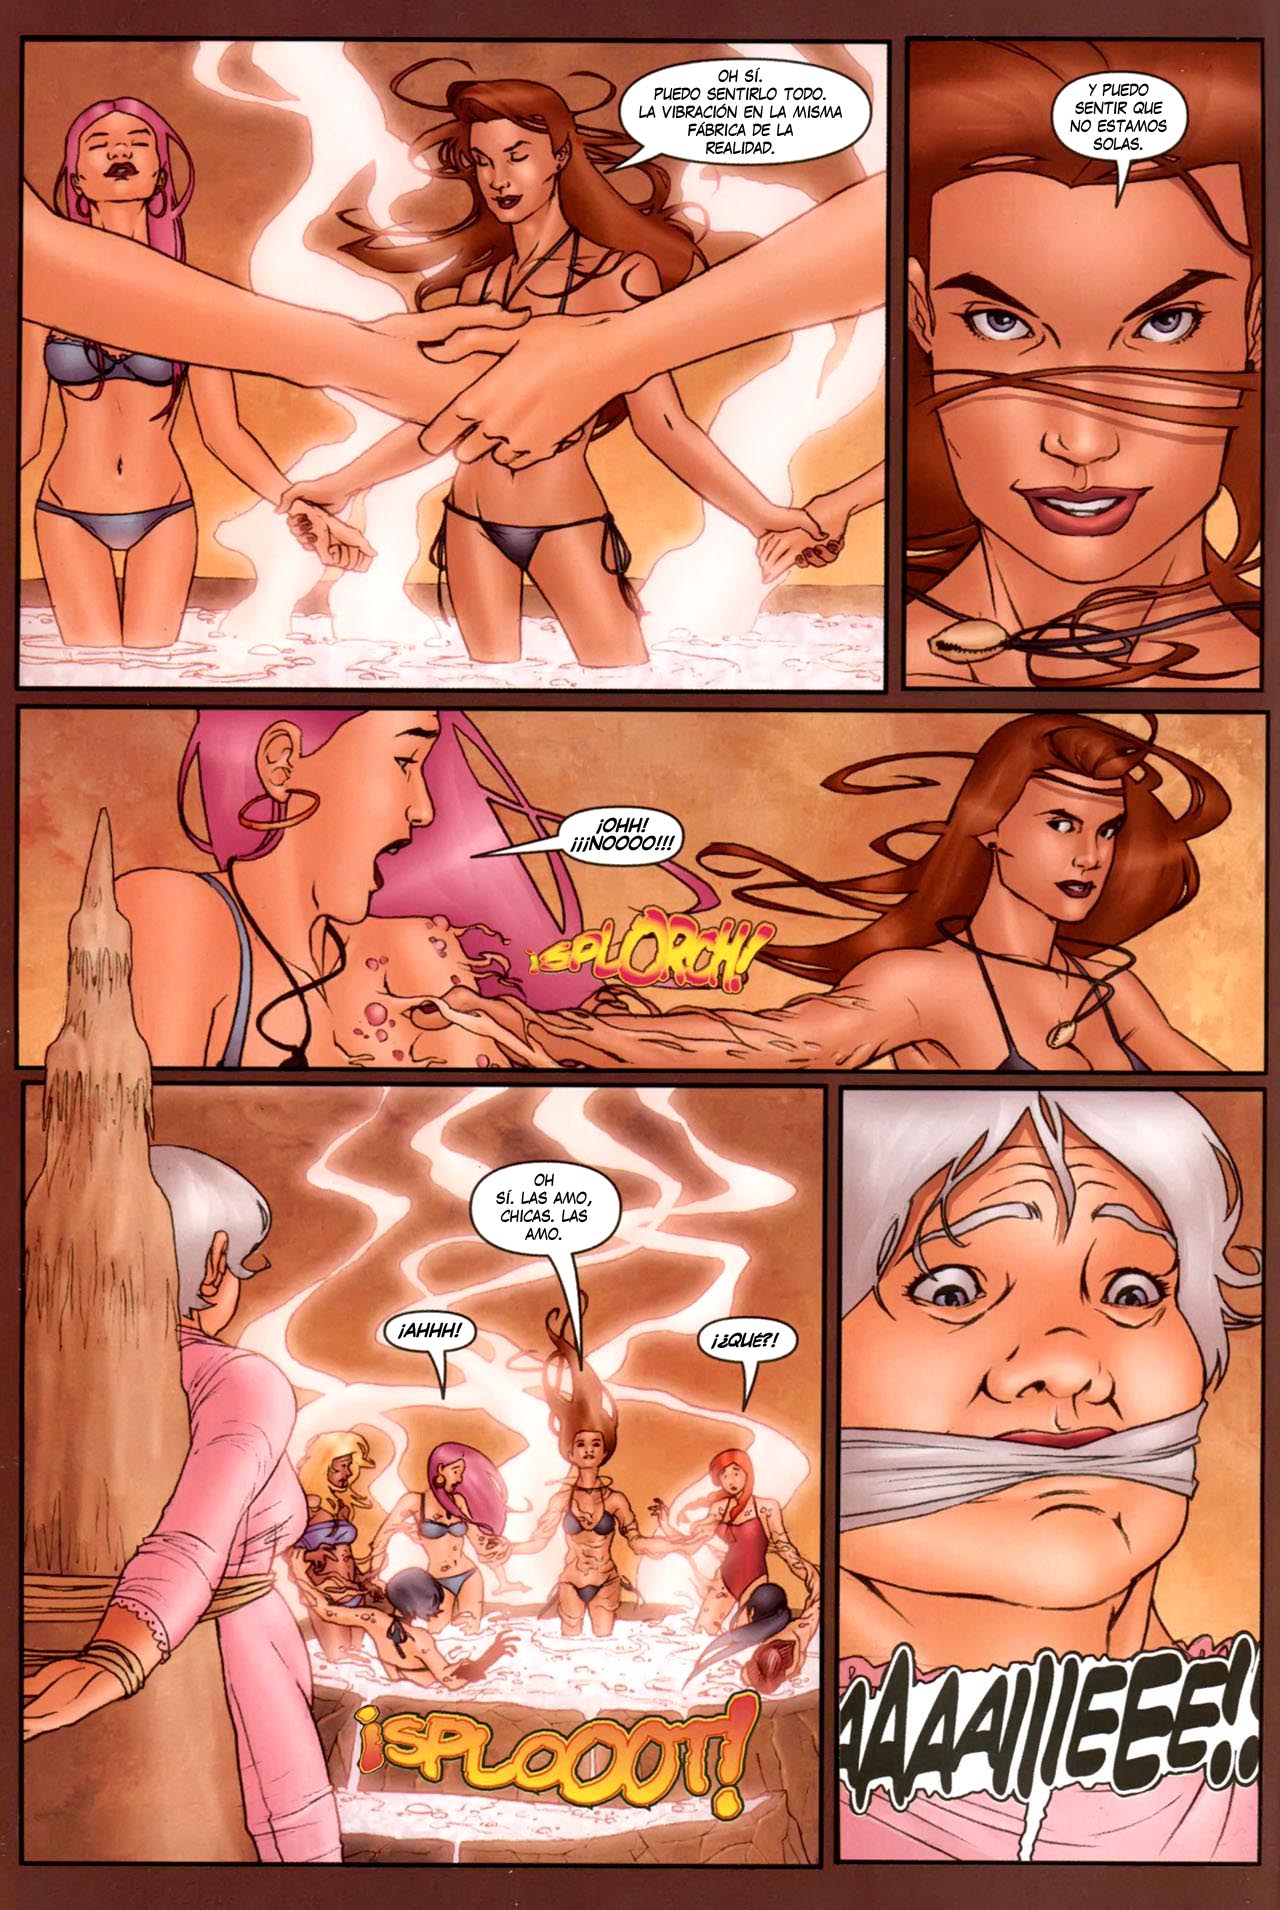 OH SÍ.
PUEDO SENTIRLO TODO.
LA VIBRACIÓN EN LA MISMA
FÁBRICA DE LA
REALIDAD.
Y PUEDO
SENTIR QUE
NO ESTAMOS
SOLAS.
¡OHH!
¡¡¡NOOOO!!!
¡SPLORCH!
OH
SÍ. LAS AMO,
CHICAS. LAS
AMO.
¡AHHH!
¡¿QUÉ?!
¡SPLOOOT!
AAAAAIIIEEEE!!